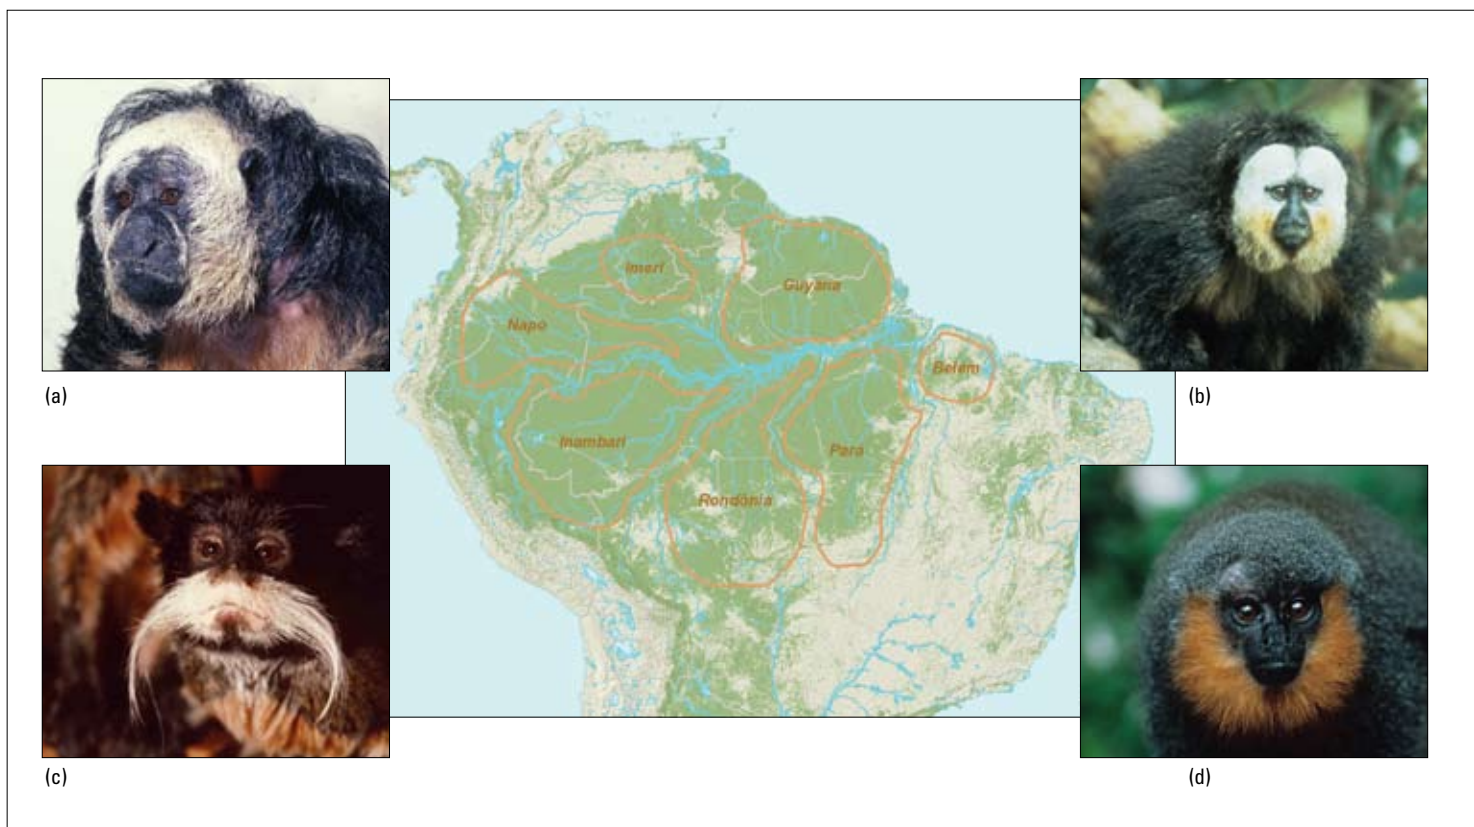 (a)
(b)
(c)
(d)
Imeri
Guyana
Napo
Belem
Inambari
Para
Rondonia